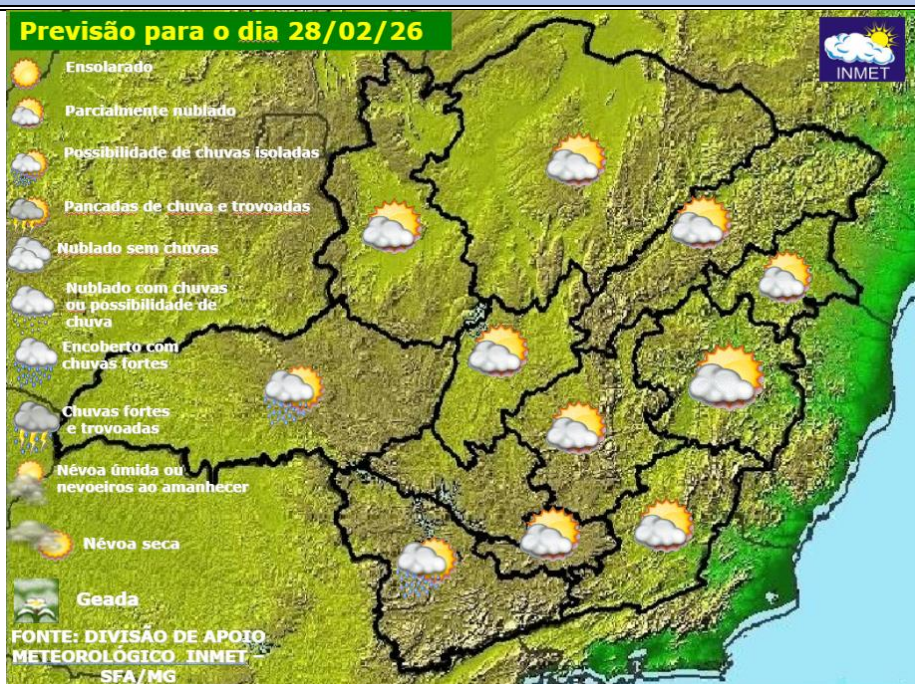 Previsão para o dia 28/02/26
INMET
Ensolarado
Parcialmente nublado
Possibilidade de chuvas isoladas
Pancadas de chuva e trovoadas
Nublado sem chuvas
Nublado com chuvas
ou possibilidade de
chuva
Encoberto com
chuvas fortes
Chuvas fortes
e trovoadas
Névoa úmida ou
nevoeiros ao amanhecer
Névoa seca
Geada
FONTE: DIVISÃO DE APOIO
METEOROLÓGICO INMET –
SFA/MG